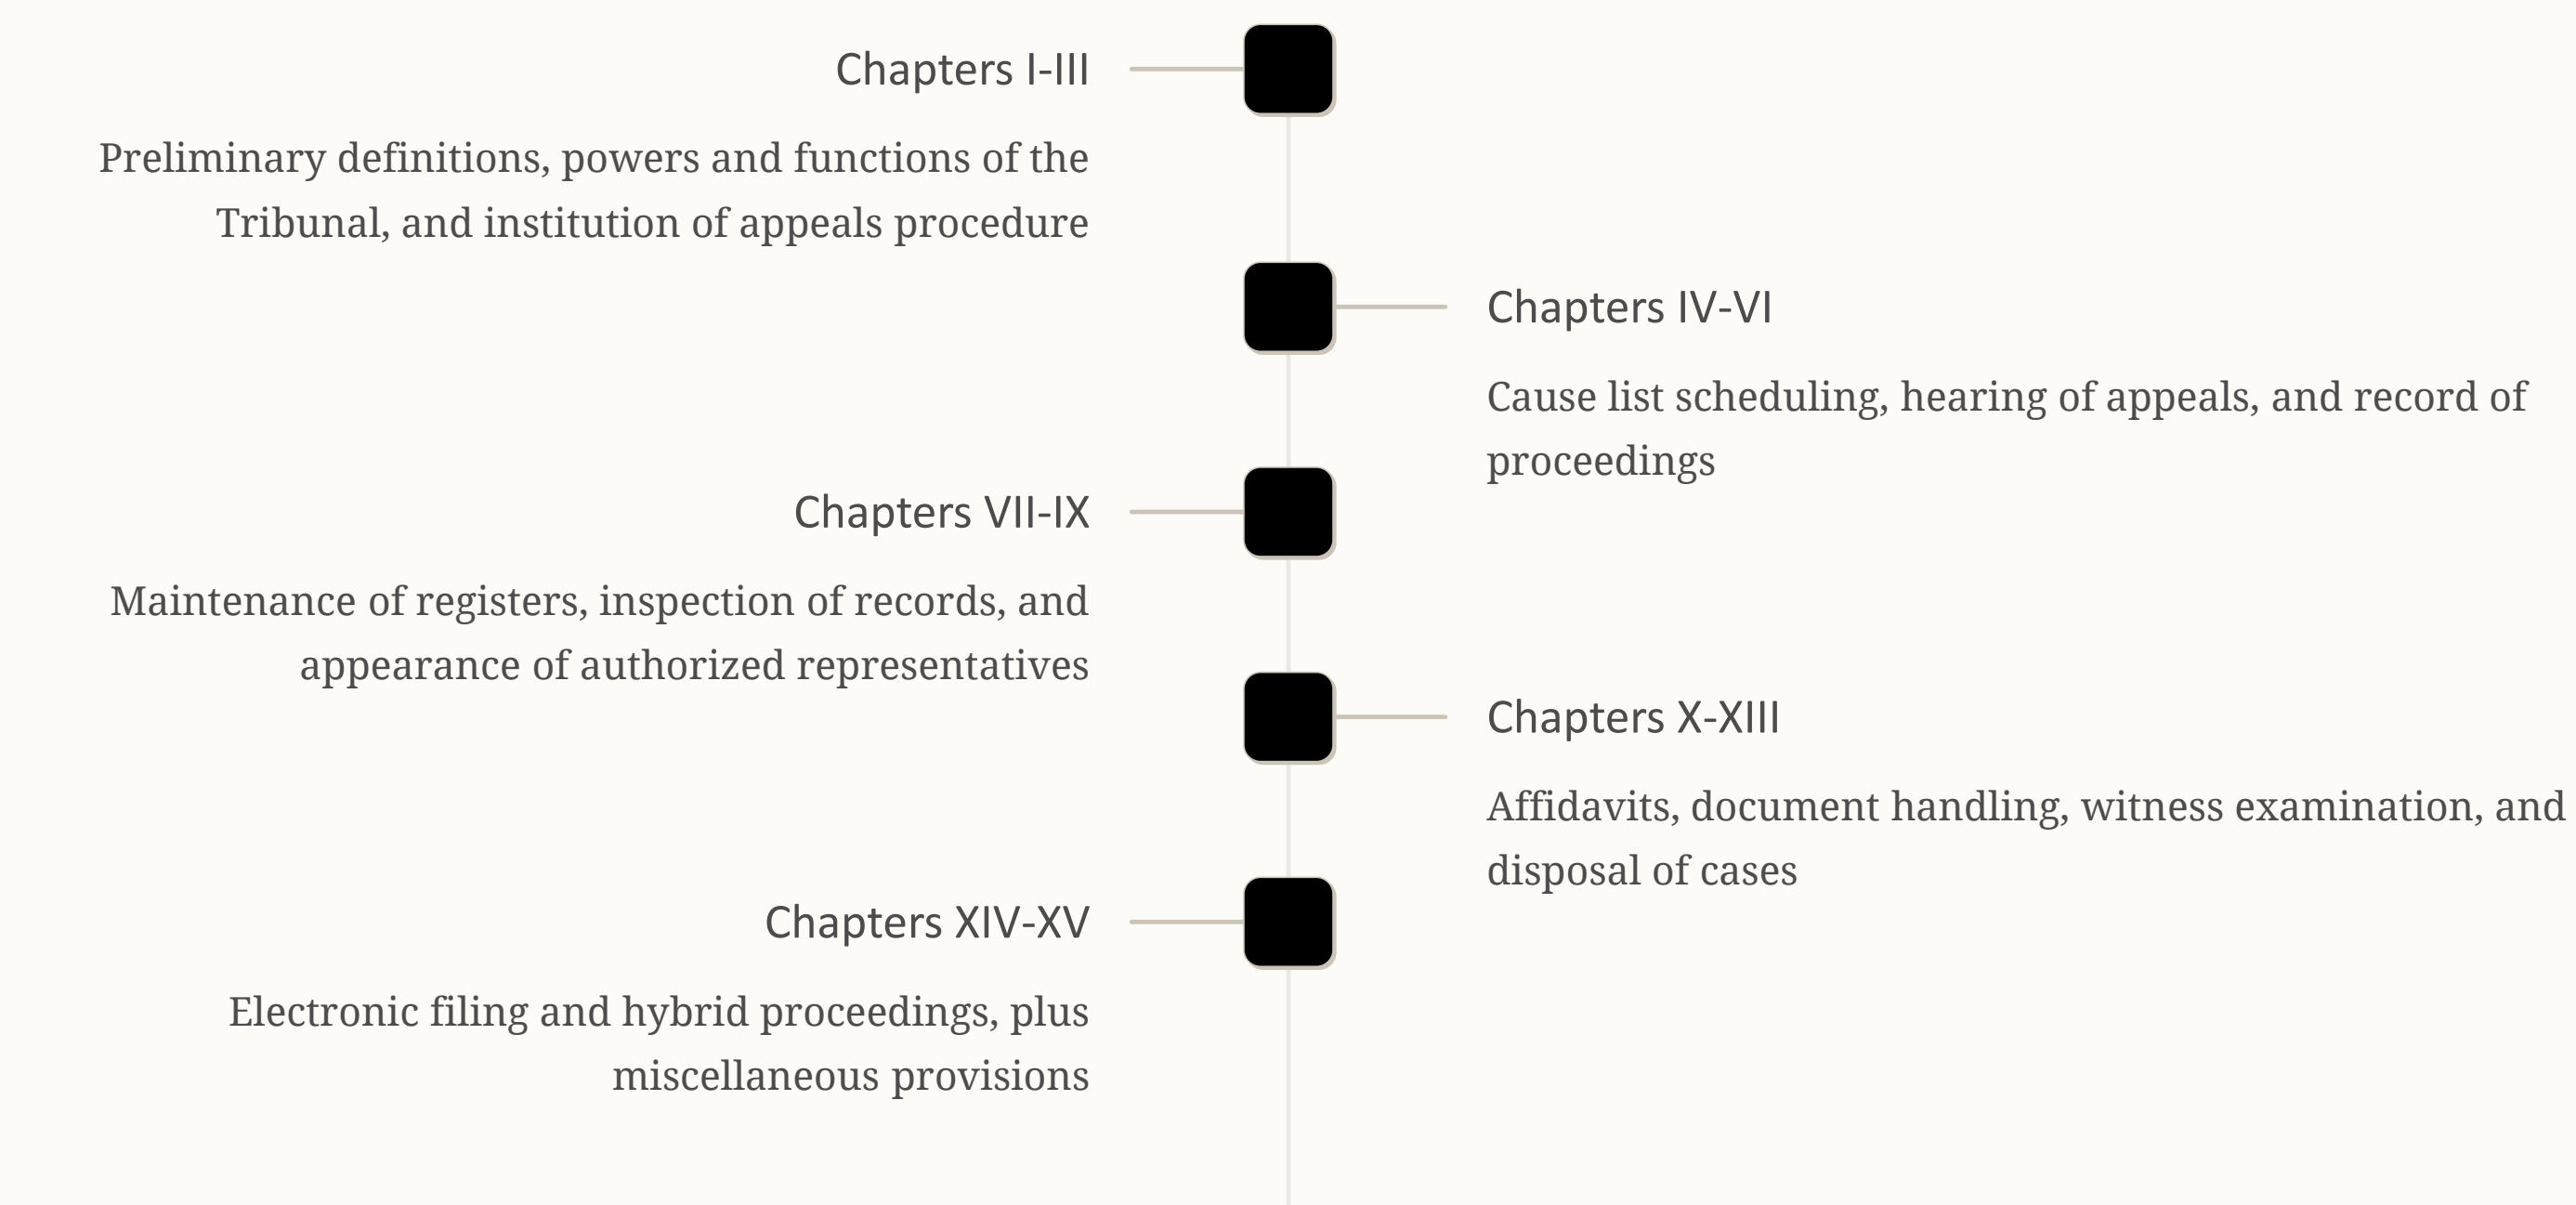 Chapters I-III
Preliminary definitions, powers and functions of the
Tribunal, and institution of appeals procedure
Chapters IV-VI
Cause list scheduling, hearing of appeals, and record of
proceedings
Chapters VII-IX
Maintenance of registers, inspection of records, and
appearance of authorized representatives
Chapters X-XIII
Affidavits, document handling, witness examination, and
disposal of cases
Chapters XIV-XV
Electronic filing and hybrid proceedings, plus
miscellaneous provisions